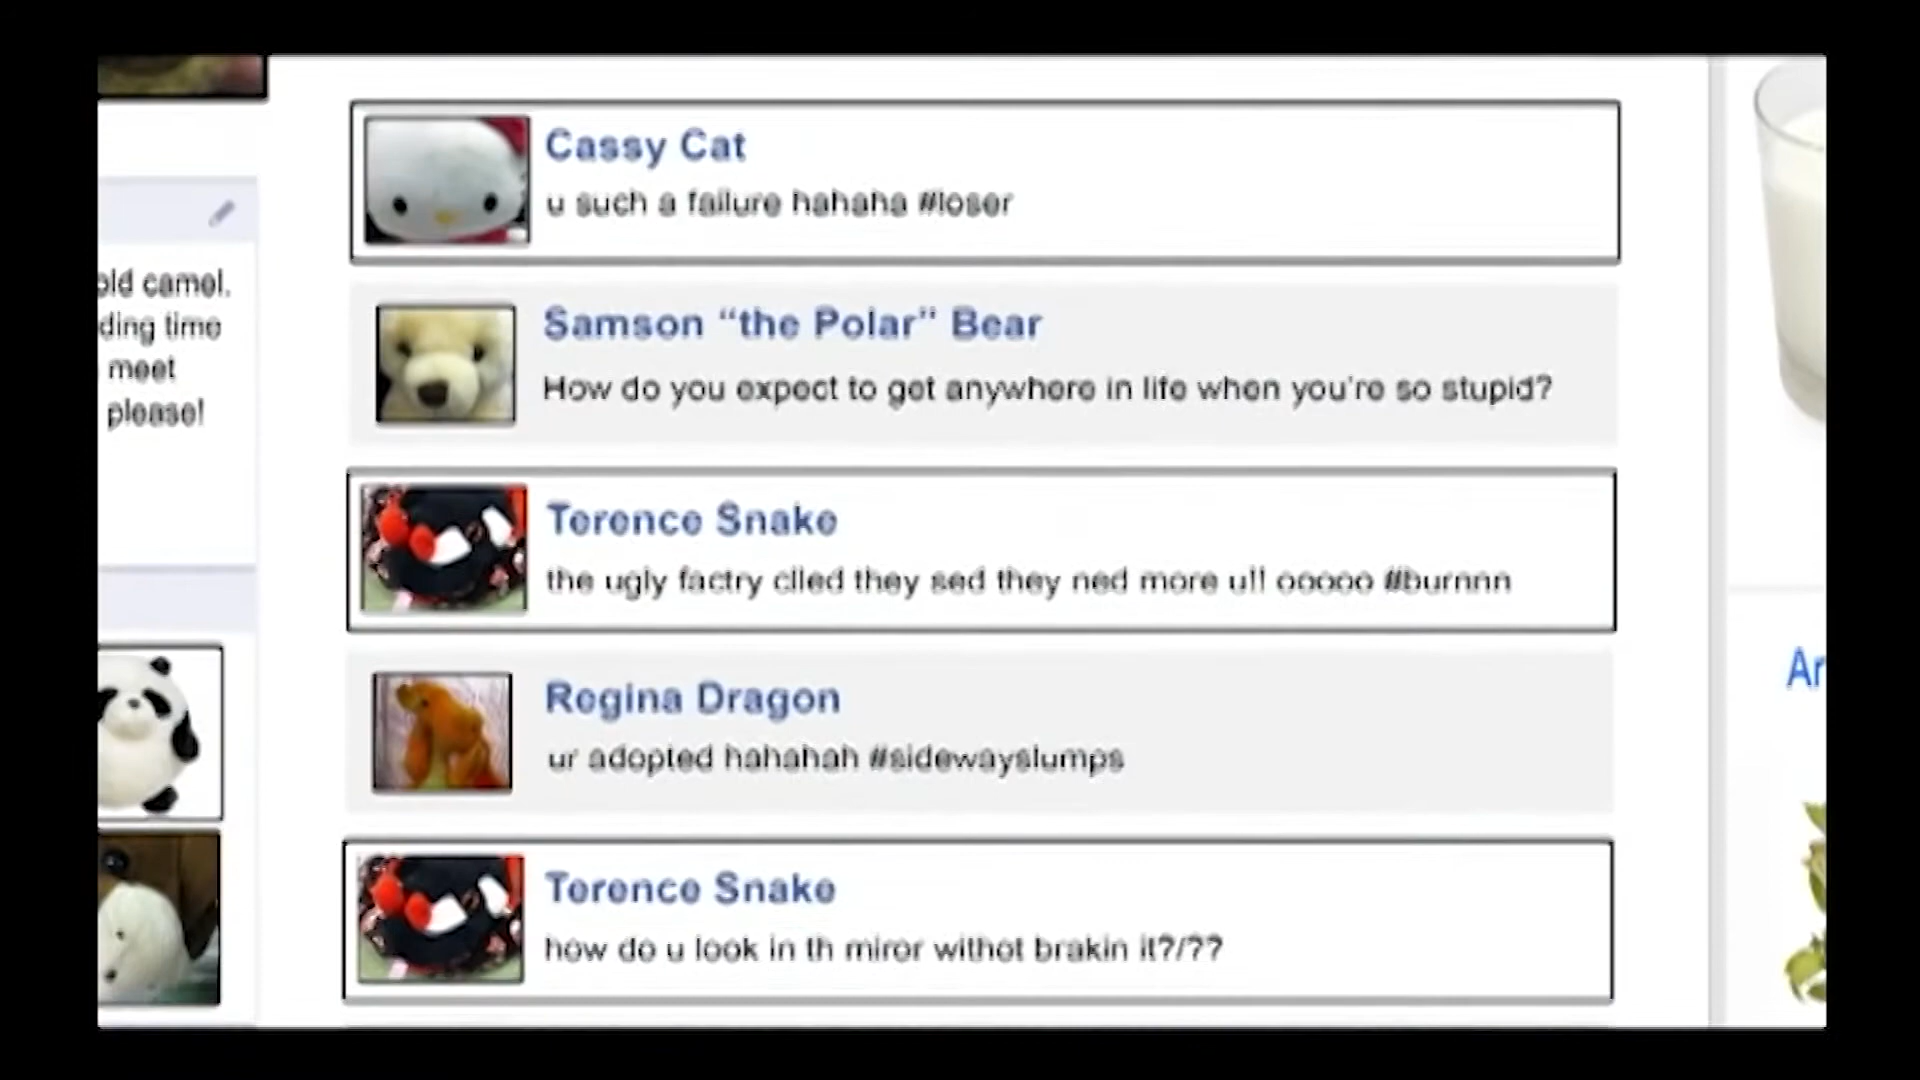 old camel.
ding time
meet
please!
Cassy Cat
u such a failure hahaha #loser
Samson “the Polar” Bear
How do you expect to get anywhere in life when you're so stupid?
Terence Snake
the ugly factry clled they sed they ned more u!! ooooo #burnnn
Regina Dragon
ur adopted hahahah #sidewayslumps
Terence Snake
how do u look in th miror withot brakin it?/??
Ar